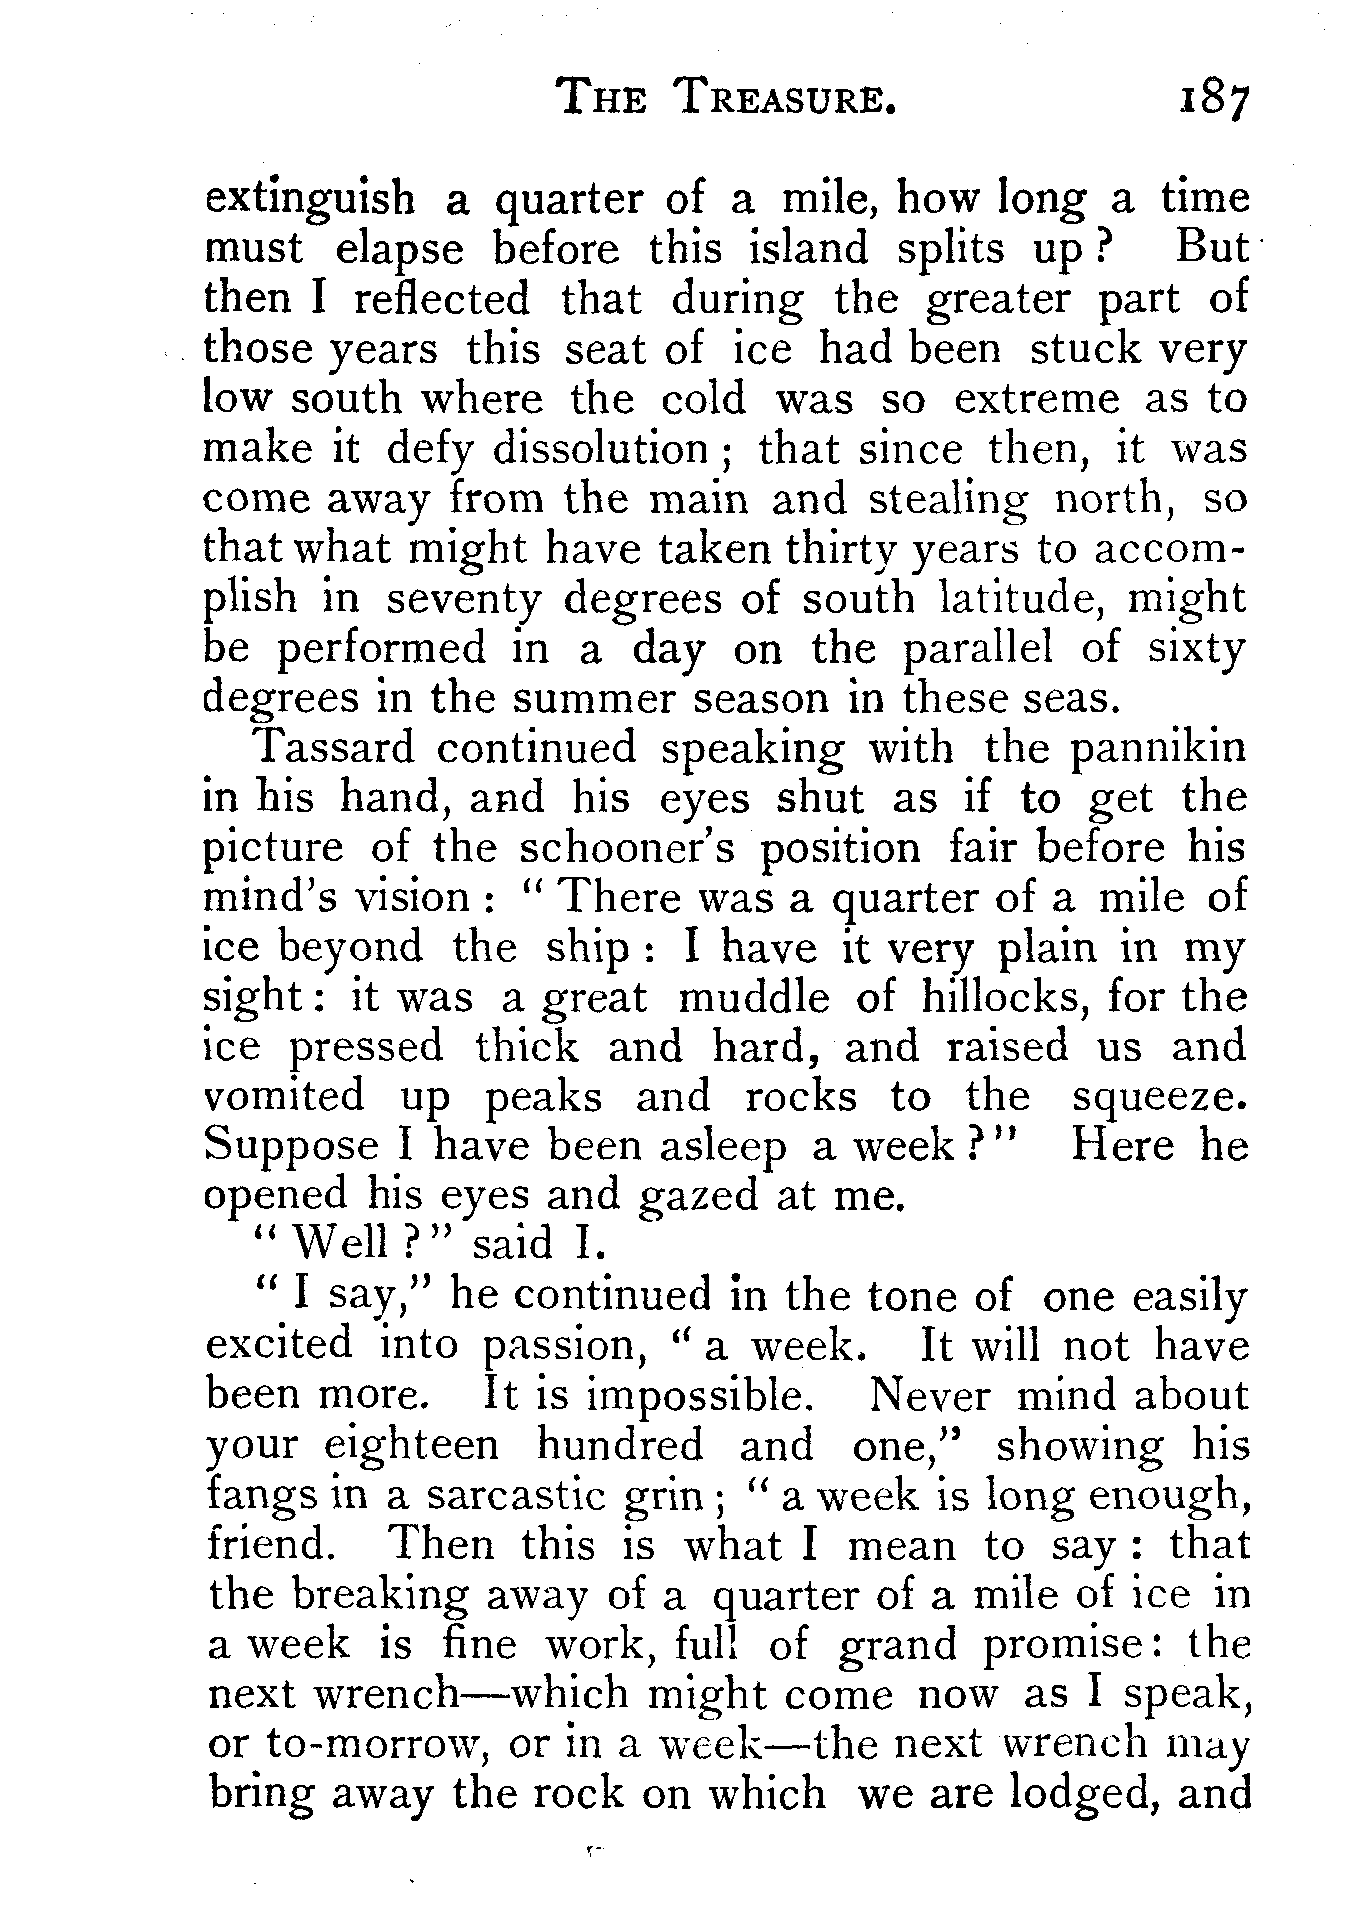 THE TREASURE. 187
extinguish a quarter of a mile, how long a time
must elapse before this island splits up? But
then I reflected that during the greater part of
those years this seat of ice had been stuck very
low south where the cold was so extreme as to
make it defy dissolution; that since then, it was
come away from the main and stealing north, so
that what might have taken thirty years to accom-
plish in seventy degrees of south latitude, might
be performed in a day on the parallel of sixty
degrees in the summer season in these seas.
Tassard continued speaking with the pannikin
in his hand, and his eyes shut as if to get the
picture of the schooner's position fair before his
mind's vision: “There was a quarter of a mile of
ice beyond the ship: I have it very plain in my
sight: it was a great muddle of hillocks, for the
ice pressed thick and hard, and raised us and
vomited up peaks and rocks to the squeeze.
Suppose I have been asleep a week?” Here he
opened his eyes and gazed at me.
“Well?” said I.
“I say,” he continued in the tone of one easily
excited into passion, “a week. It will not have
been more. It is impossible. Never mind about
your eighteen hundred and one,” showing his
fangs in a sarcastic grin; “a week is long enough,
friend. Then this is what I mean to say: that
the breaking away of a quarter of a mile of ice in
a week is fine work, full of grand promise: the
next wrench—which might come now as I speak,
or to-morrow, or in a week—the next wrench may
bring away the rock on which we are lodged, and